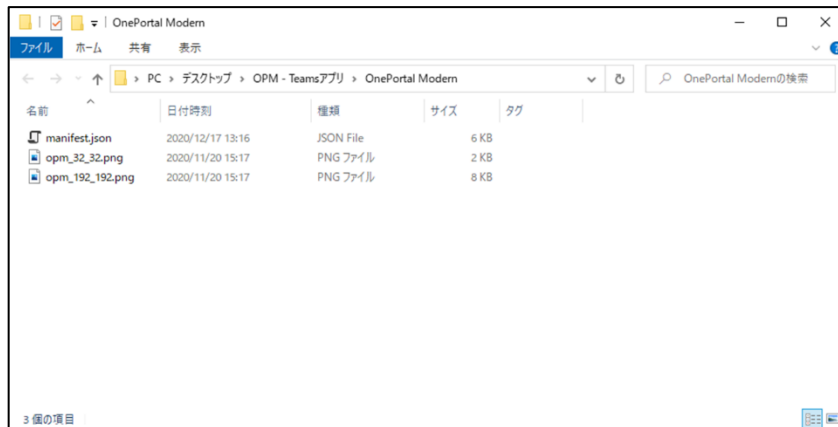 OnePortal Modern
ファイル ホーム 共有 表示
PC › デスクトップ › OPM - Teamsアプリ › OnePortal Modern OnePortal Modernの検索
名前 日付時刻 種類 サイズ タグ
manifest.json 2020/12/17 13:16 JSON File 6 KB
opm_32_32.png 2020/11/20 15:17 PNG ファイル 2 KB
opm_192_192.png 2020/11/20 15:17 PNG ファイル 8 KB
3 個の項目